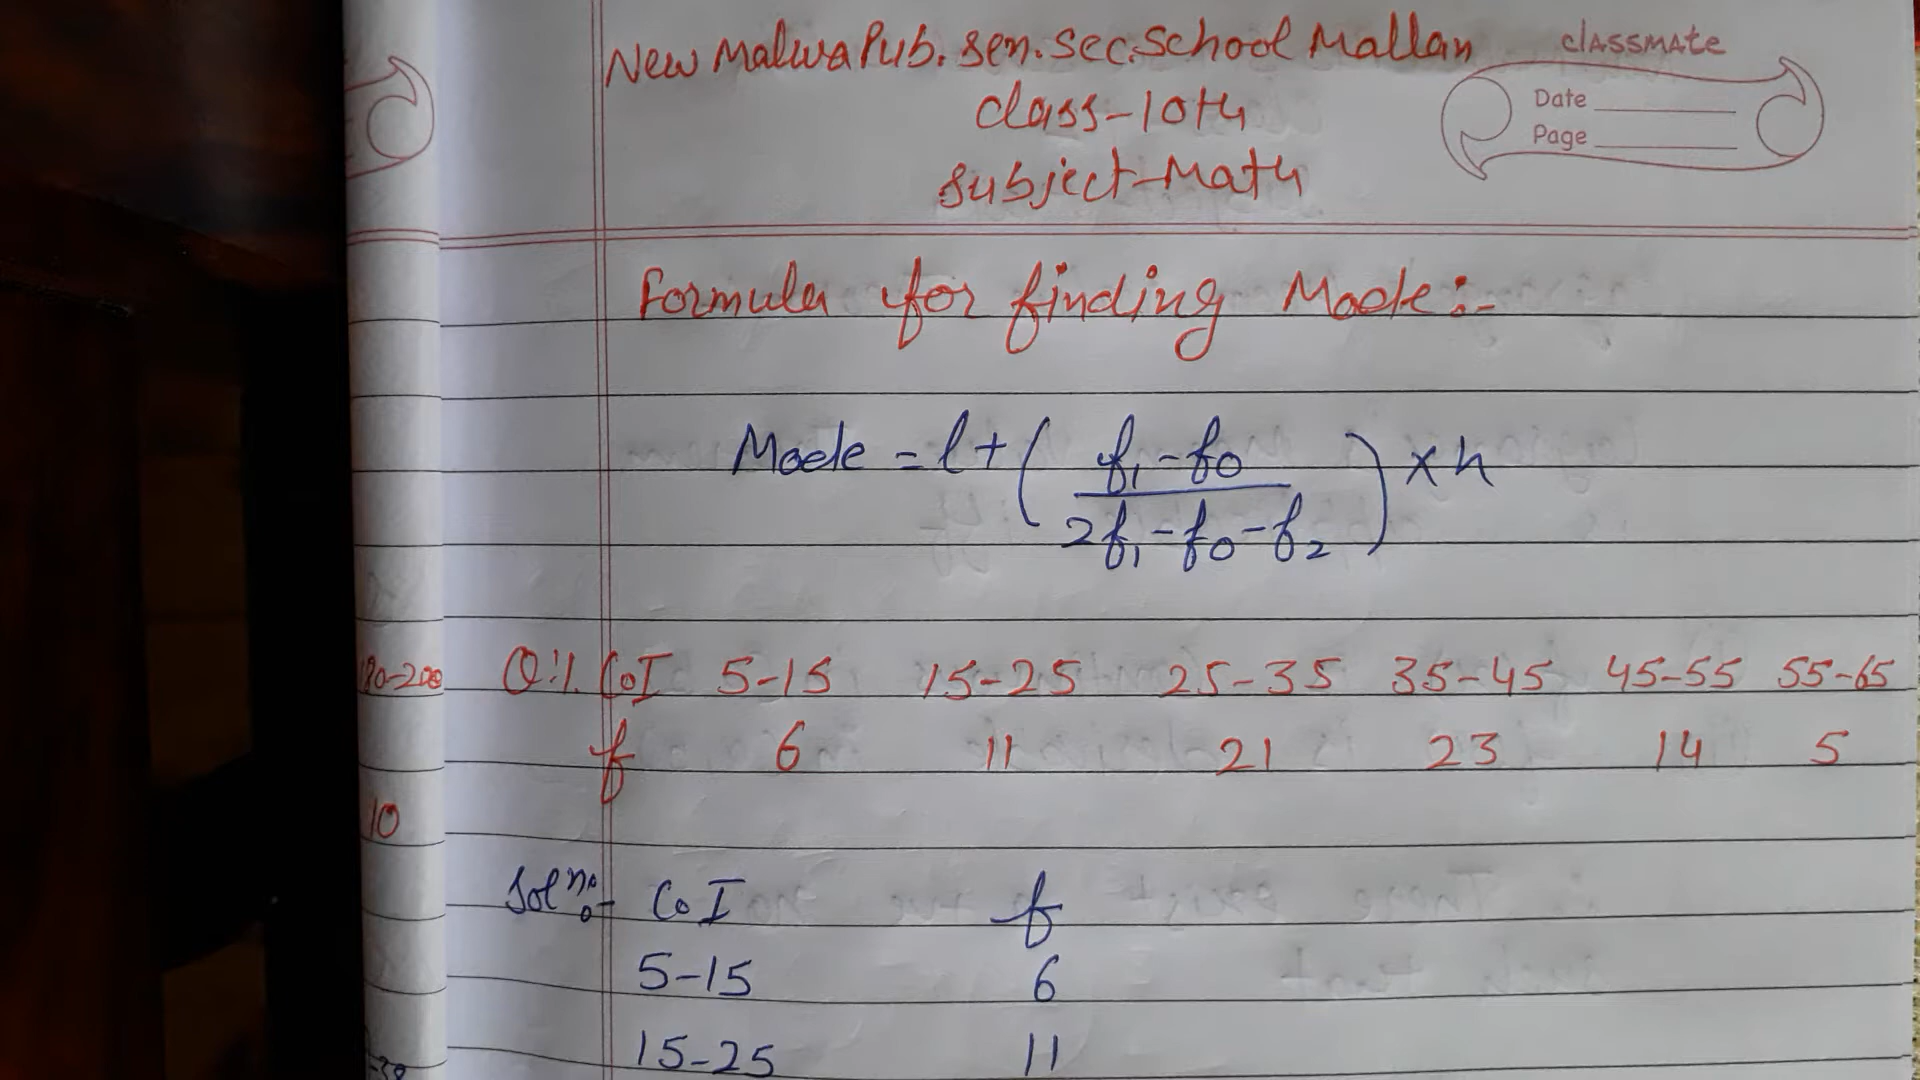 New Malwa Pub. Sen. Sec. School Mallan
classmate
Class-10th
Date
Page
Subject-Math
Formula for finding Mode:-
Mode = l + ( f₁ - f₀ / 2f₁ - f₀ - f₂ ) × h
180-200
Q:1. C.I 5-15 15-25 25-35 35-45 45-55 55-65
f 6 11 21 23 14 5
10
Solⁿ:- C.I f
5-15 6
15-25 11